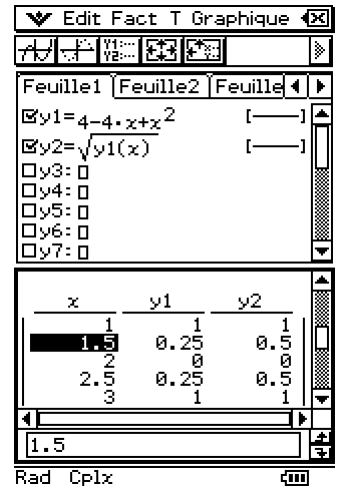 Edit Fact T Graphique
Y1: Y2:
Feuille1 Feuille2 Feuille
y1=4-4·x+x²
y2=√y1(x)
y3:
y4:
y5:
y6:
y7:
x y1 y2
1 1 1
1.5 0.25 0.5
2 0 0
2.5 0.25 0.5
3 1 1
1.5
Rad Cplx